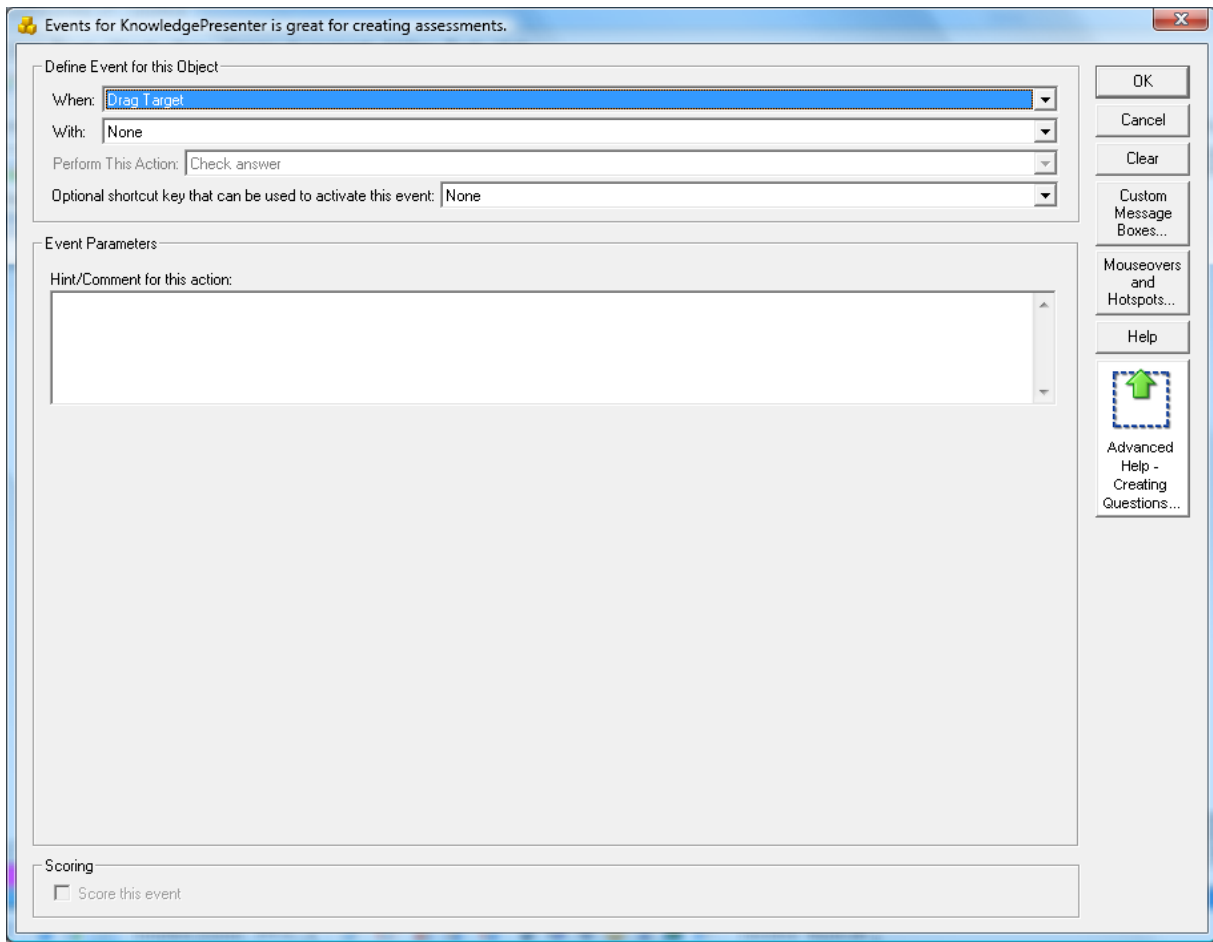 Events for KnowledgePresenter is great for creating assessments.
X
Define Event for this Object
When: Drag Target
With: None
Perform This Action: Check answer
Optional shortcut key that can be used to activate this event: None
Event Parameters
Hint/Comment for this action:
Scoring
Score this event
OK
Cancel
Clear
Custom
Message
Boxes...
Mouseovers
and
Hotspots...
Help
Advanced
Help -
Creating
Questions...